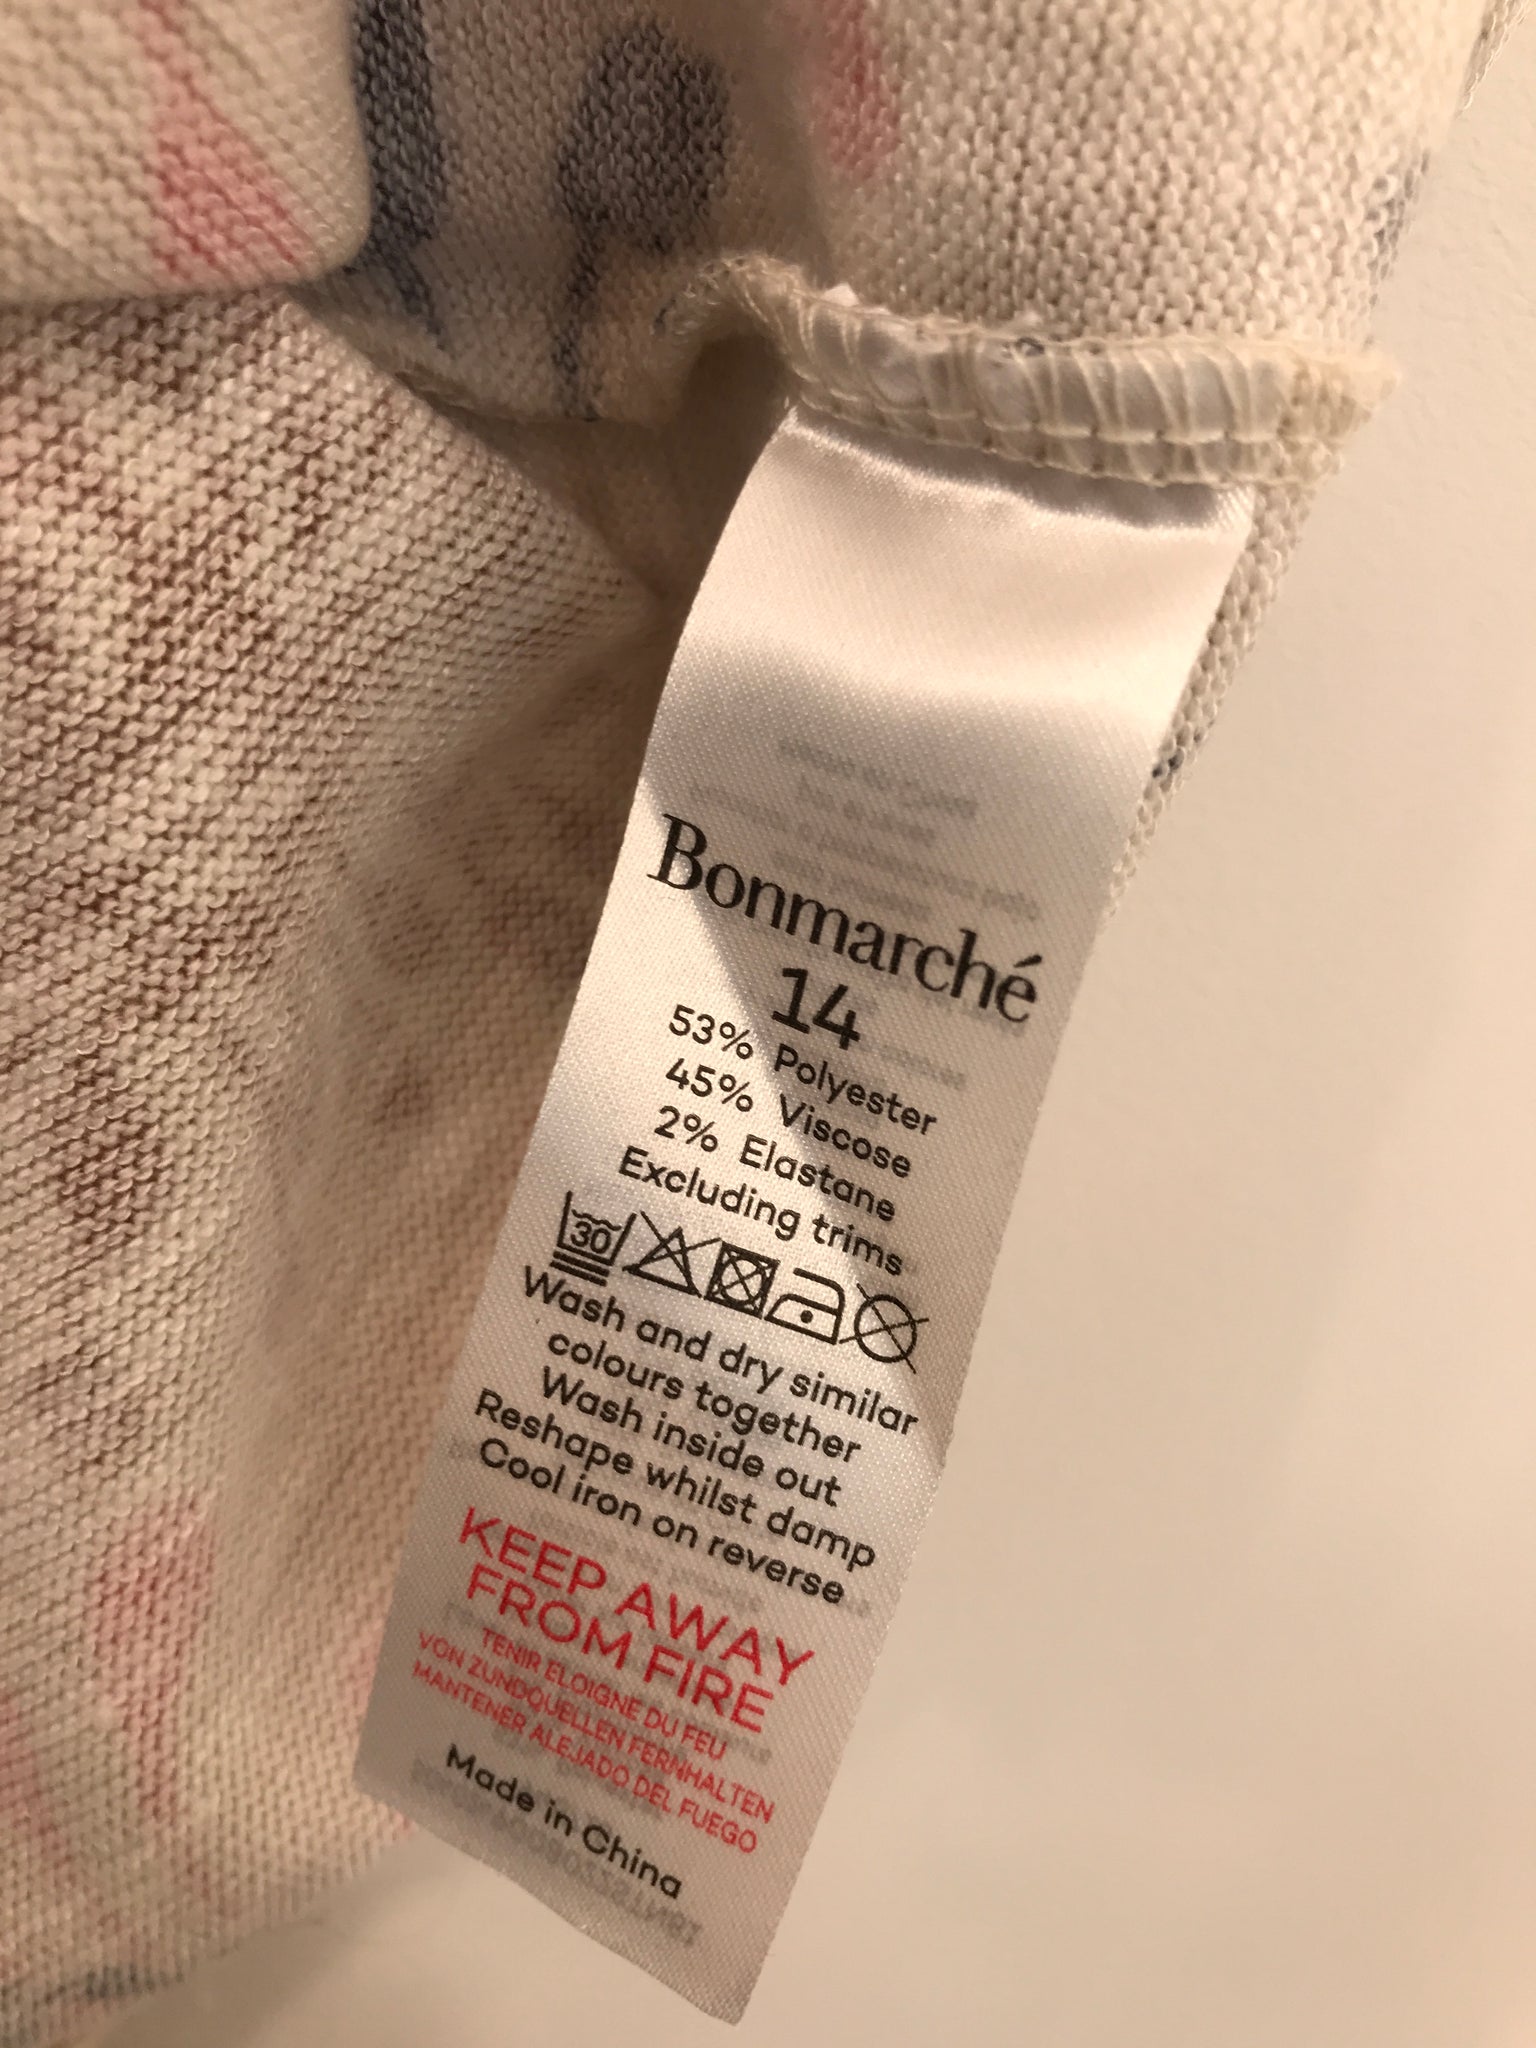 Bonmarché
14
53% Polyester
45% Viscose
2% Elastane
Excluding trims
30
Wash and dry similar
colours together
Wash inside out
Reshape whilst damp
Cool iron on reverse
KEEP AWAY
FROM FIRE
TENIR ELOIGNE DU FEU
VON ZUNDQUELLEN FERNHALTEN
MANTENER ALEJADO DEL FUEGO
Made in China